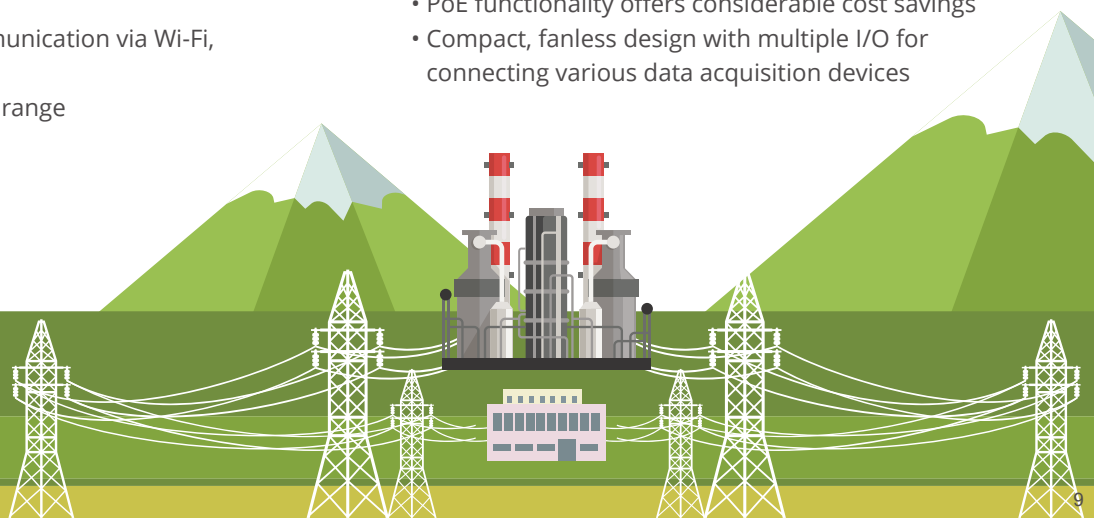 munication via Wi-Fi,
range
• PoE functionality offers considerable cost savings
• Compact, fanless design with multiple I/O for
connecting various data acquisition devices
9